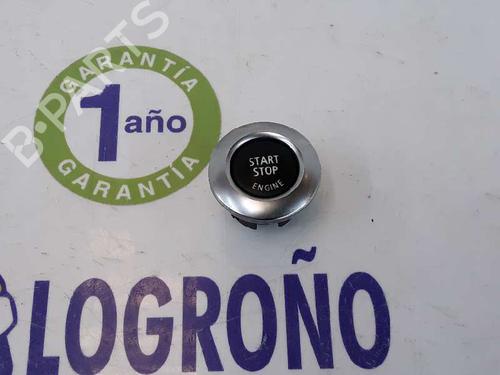 GARANTÍA
1 año
GARANTÍA
B-PARTS
START
STOP
ENGINE
LOGROÑO